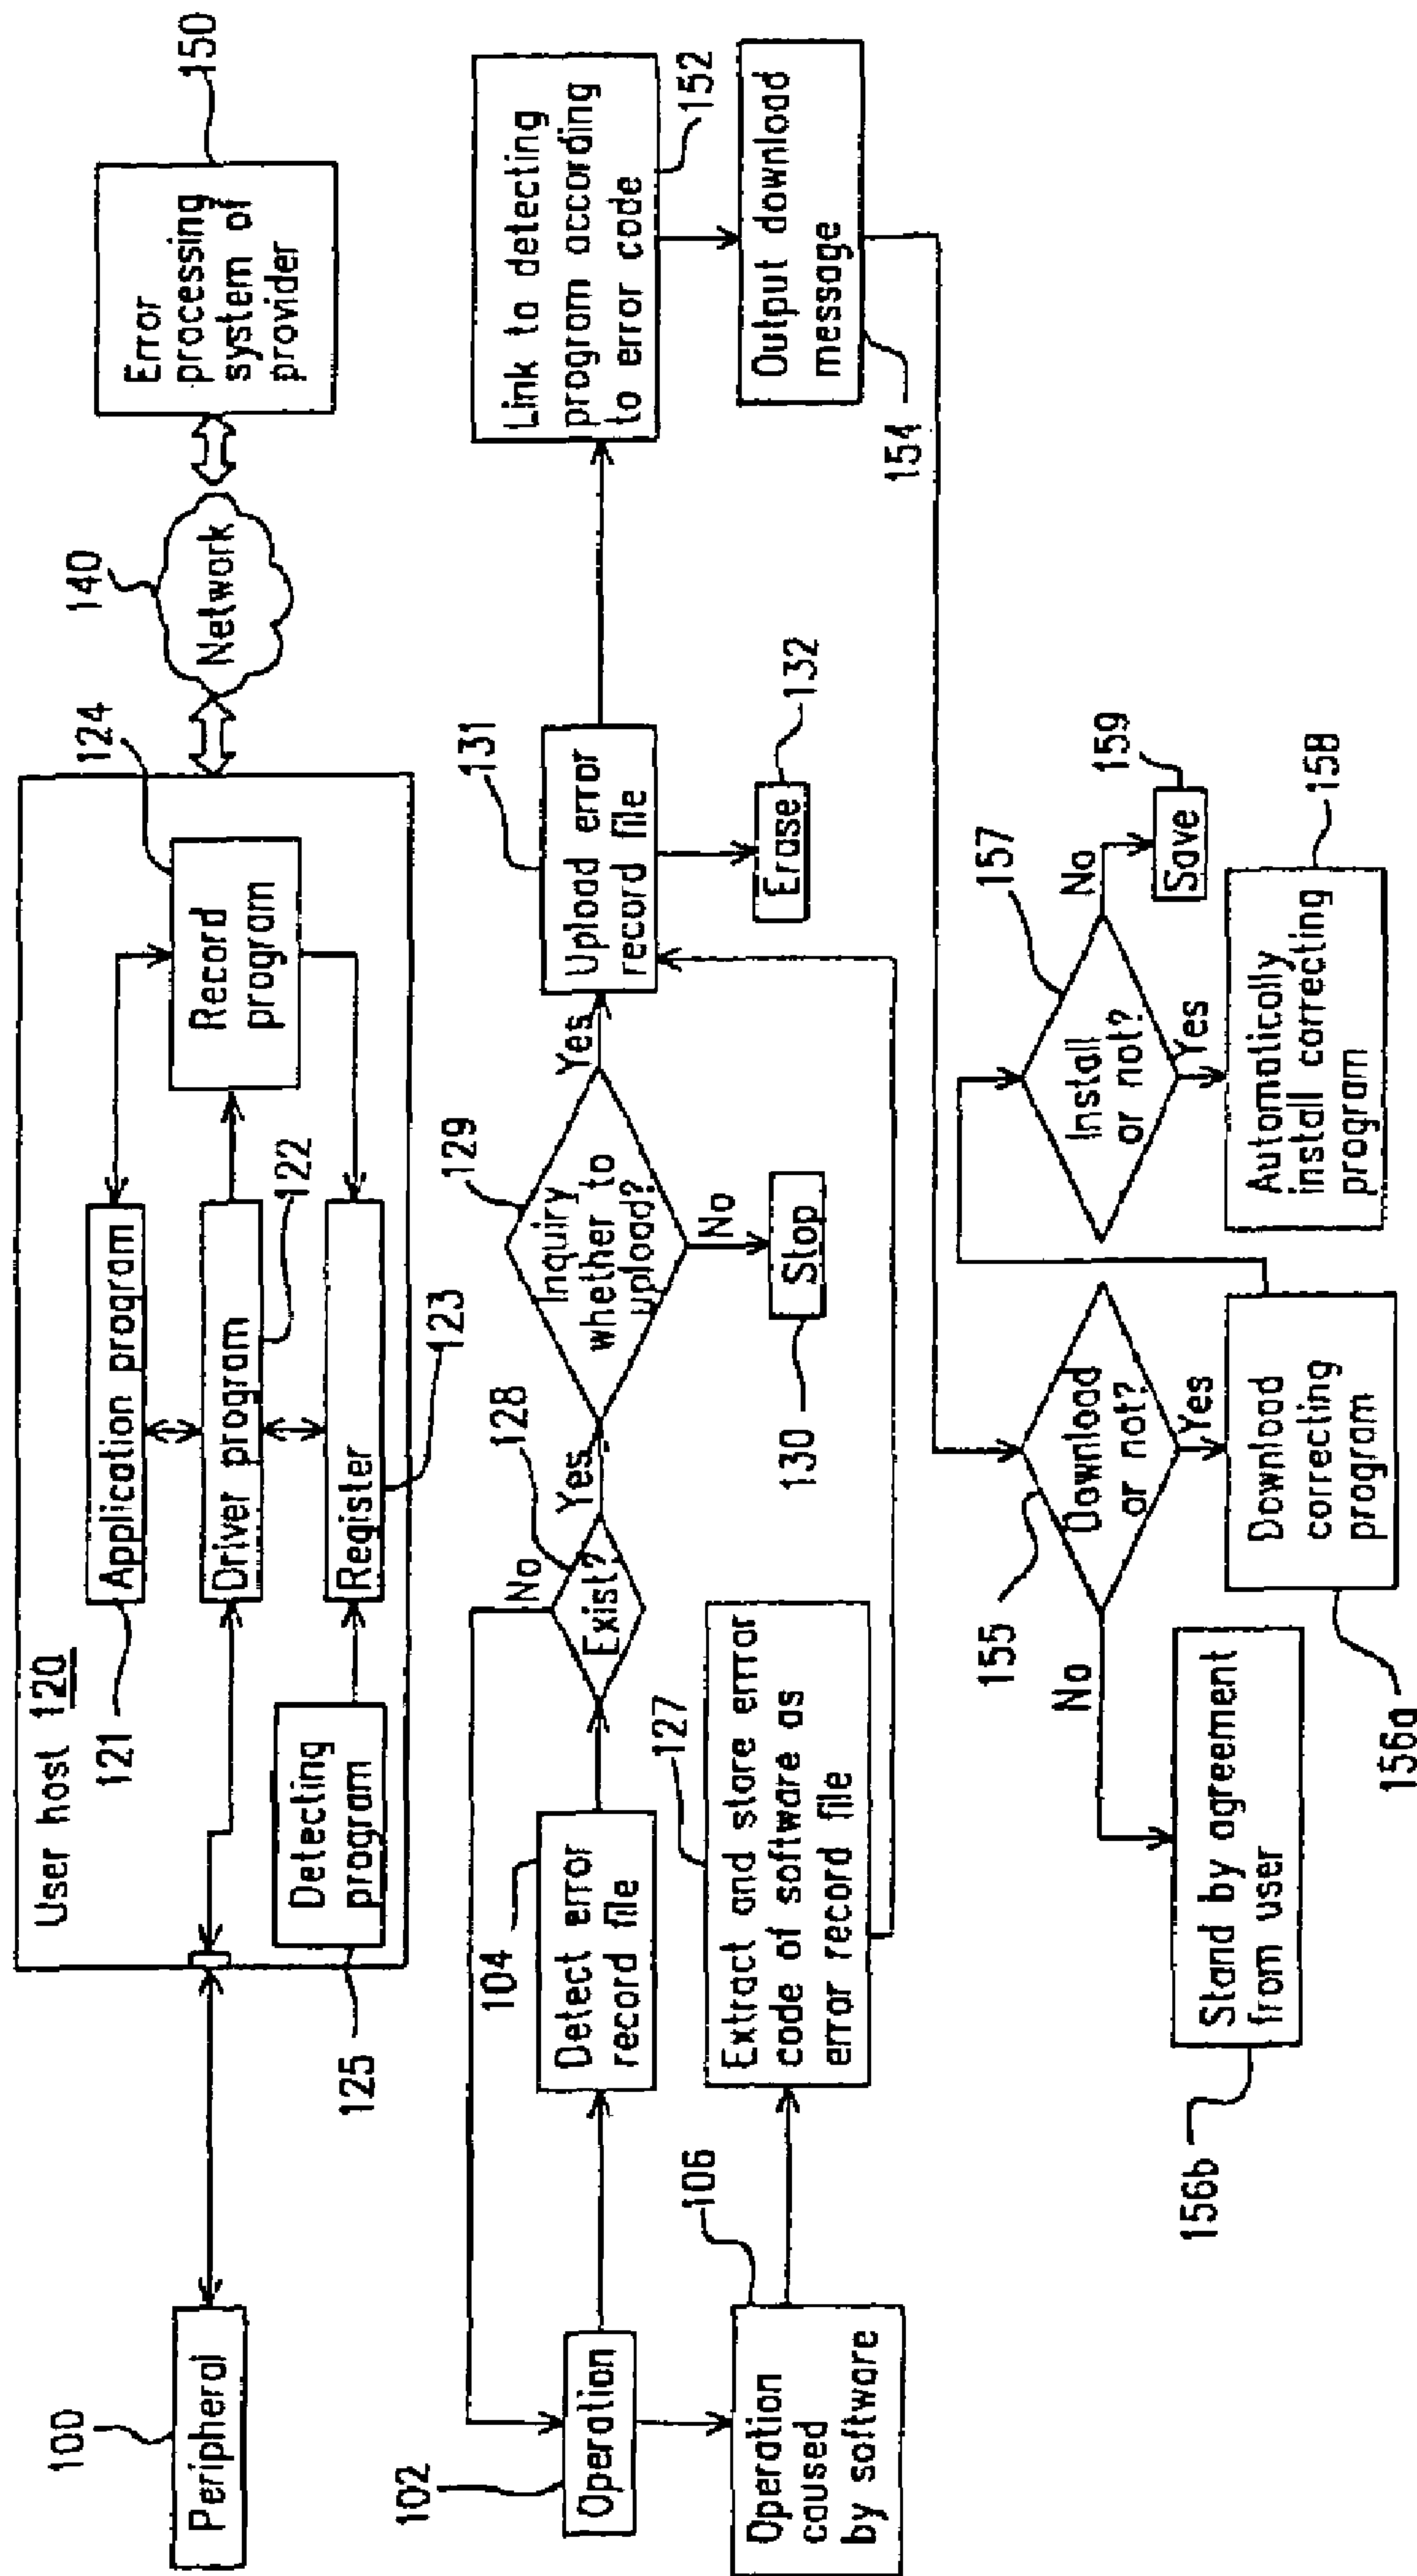 100
Peripheral
User host 120
121
Application program
Driver program
122
Register
123
Record
program
124
Detecting
program
125
140
Network
150
Error
processing
system of
provider
102
Operation
104
Detect error
record file
Exist?
128
No
Yes
Inquiry
whether to
upload?
129
Yes
No
Stop
130
131
Upload error
record file
Erase
132
Link to detecting
program according
to error code
152
Output download
message
154
106
Operation
caused
by software
127
Extract and store error
code of software as
error record file
155
Download
or not?
No
Yes
Stand by agreement
from user
156b
Download
correcting
program
156a
157
Install
or not?
No
Yes
Save
159
Automatically
install correcting
program
158